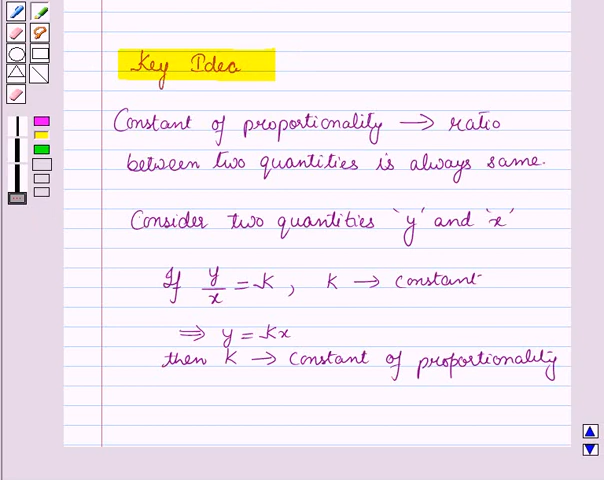 Key Idea
Constant of proportionality → ratio
between two quantities is always same.
Consider two quantities 'y' and 'x'
If y/x = K, K → constant
⇒ y = Kx
then K → Constant of proportionality